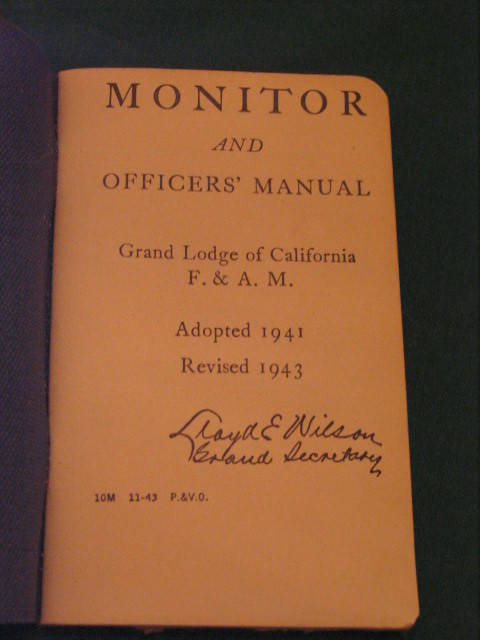 MONITOR
AND
OFFICERS' MANUAL
Grand Lodge of California
F. & A. M.
Adopted 1941
Revised 1943
Lloyd E Wilson
Grand Secretary
10M 11-43 P.&V.O.